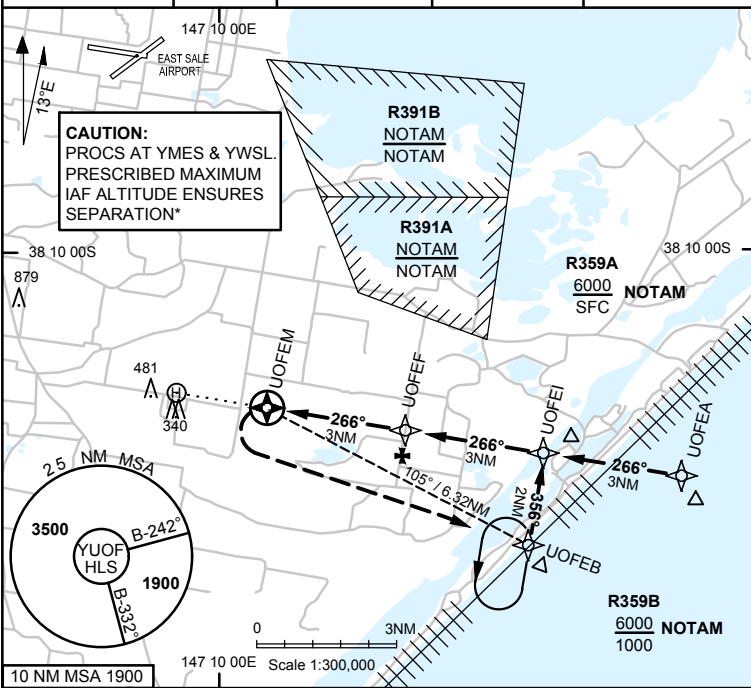 147 10 00E
EAST SALE
AIRPORT
13°E
CAUTION:
PROCS AT YMES & YWSL.
PRESCRIBED MAXIMUM
IAF ALTITUDE ENSURES
SEPARATION*
R391B
NOTAM
NOTAM
R391A
NOTAM
NOTAM
38 10 00S
38 10 00S
R359A
6000 NOTAM
SFC
879
481
H
340
UOFEM
UOFEF
UOFEI
UOFEA
266°
3NM
266°
3NM
266°
3NM
105° / 6.32NM
356°
2NM
UOFEB
25 NM MSA
3500
B-242°
YUOF
HLS
1900
B-332°
R359B
6000 NOTAM
1000
0 3NM
Scale 1:300,000
147 10 00E
10 NM MSA 1900